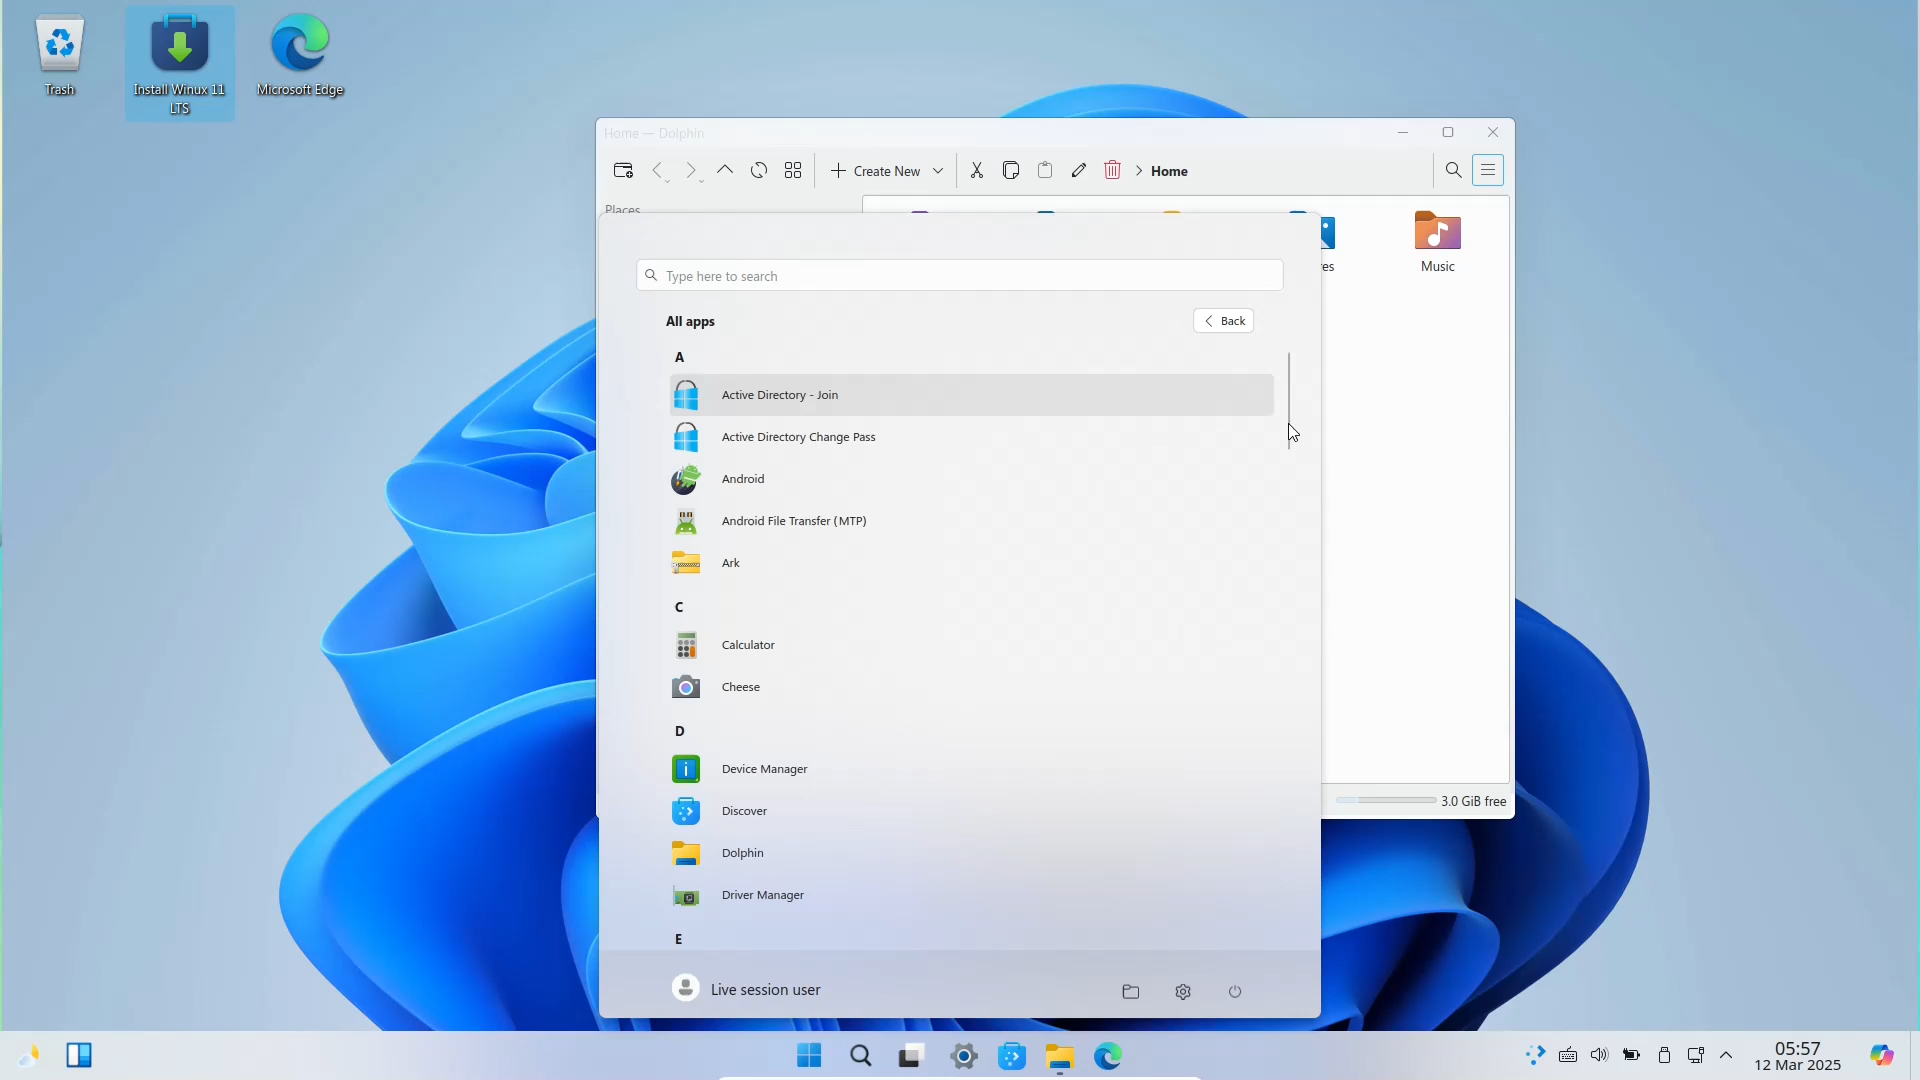 Trash
Install Winux 11
LTS
Microsoft Edge
Home — Dolphin
Create New
Home
Places
res
Music
Type here to search
All apps
Back
A
Active Directory - Join
Active Directory Change Pass
Android
Android File Transfer (MTP)
Ark
C
Calculator
Cheese
D
Device Manager
Discover
Dolphin
Driver Manager
E
3.0 GiB free
Live session user
05:57
12 Mar 2025